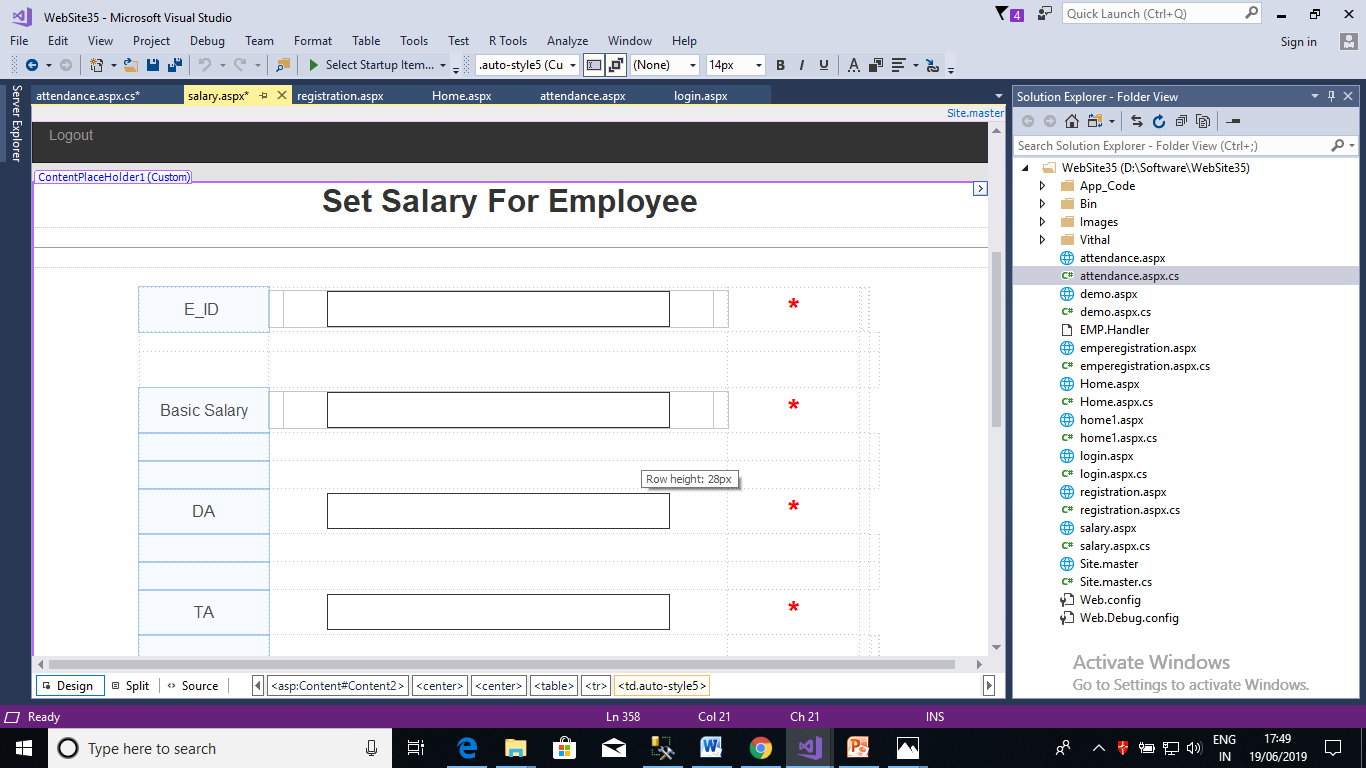 WebSite35 - Microsoft Visual Studio
4
Quick Launch (Ctrl+Q)
File Edit View Project Debug Team Format Table Tools Test R Tools Analyze Window Help
Sign in
Select Startup Item... .auto-style5 (Cu (None) 14px B I U A
Server Explorer
attendance.aspx.cs* salary.aspx* registration.aspx Home.aspx attendance.aspx login.aspx
Site.master
Logout
ContentPlaceHolder1 (Custom)
Set Salary For Employee
E_ID *
Basic Salary *
Row height: 28px
DA *
TA *
Design Split Source <asp:Content#Content2> <center> <center> <table> <tr> <td.auto-style5>
Solution Explorer - Folder View
Search Solution Explorer - Folder View (Ctrl+;)
WebSite35 (D:\Software\WebSite35)
App_Code
Bin
Images
Vithal
attendance.aspx
C# attendance.aspx.cs
demo.aspx
C# demo.aspx.cs
EMP.Handler
emperegistration.aspx
C# emperegistration.aspx.cs
Home.aspx
C# Home.aspx.cs
home1.aspx
C# home1.aspx.cs
login.aspx
C# login.aspx.cs
registration.aspx
C# registration.aspx.cs
salary.aspx
C# salary.aspx.cs
Site.master
C# Site.master.cs
Web.config
Web.Debug.config
Activate Windows
Go to Settings to activate Windows.
Ready Ln 358 Col 21 Ch 21 INS
Type here to search
ENG
IN
17:49
19/06/2019